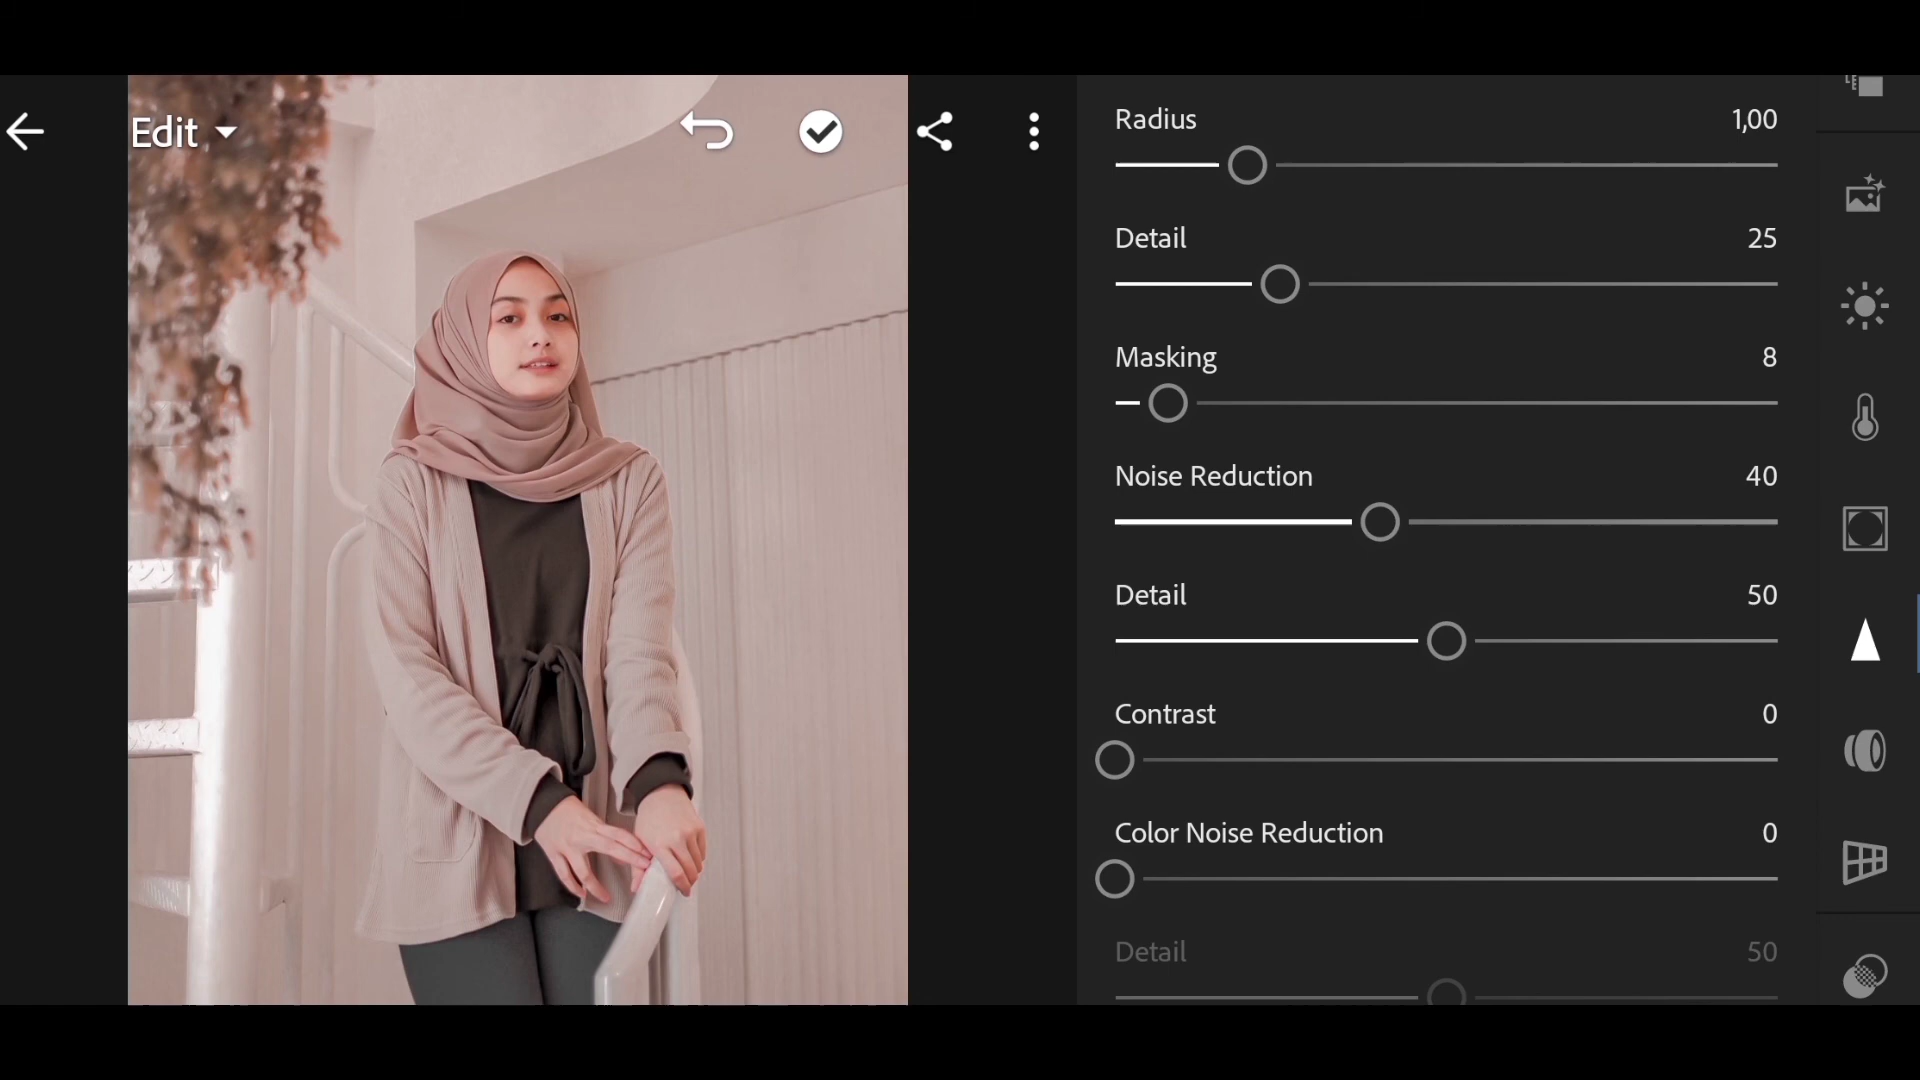 Edit
Radius 1,00
Detail 25
Masking 8
Noise Reduction 40
Detail 50
Contrast 0
Color Noise Reduction 0
Detail 50